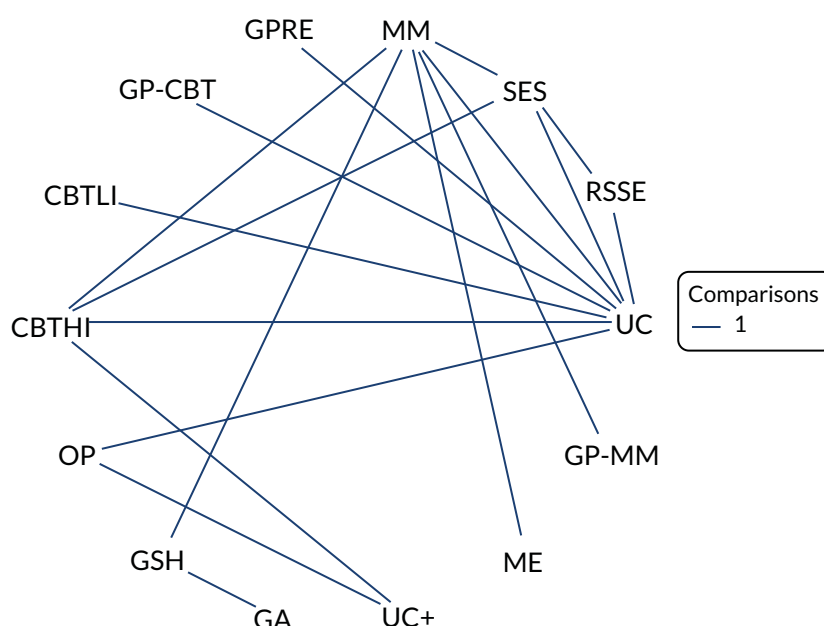 GPRE
MM
GP-CBT
SES
CBTLI
RSSE
Comparisons
1
CBTHI
UC
OP
GP-MM
GSH
ME
GA
UC+